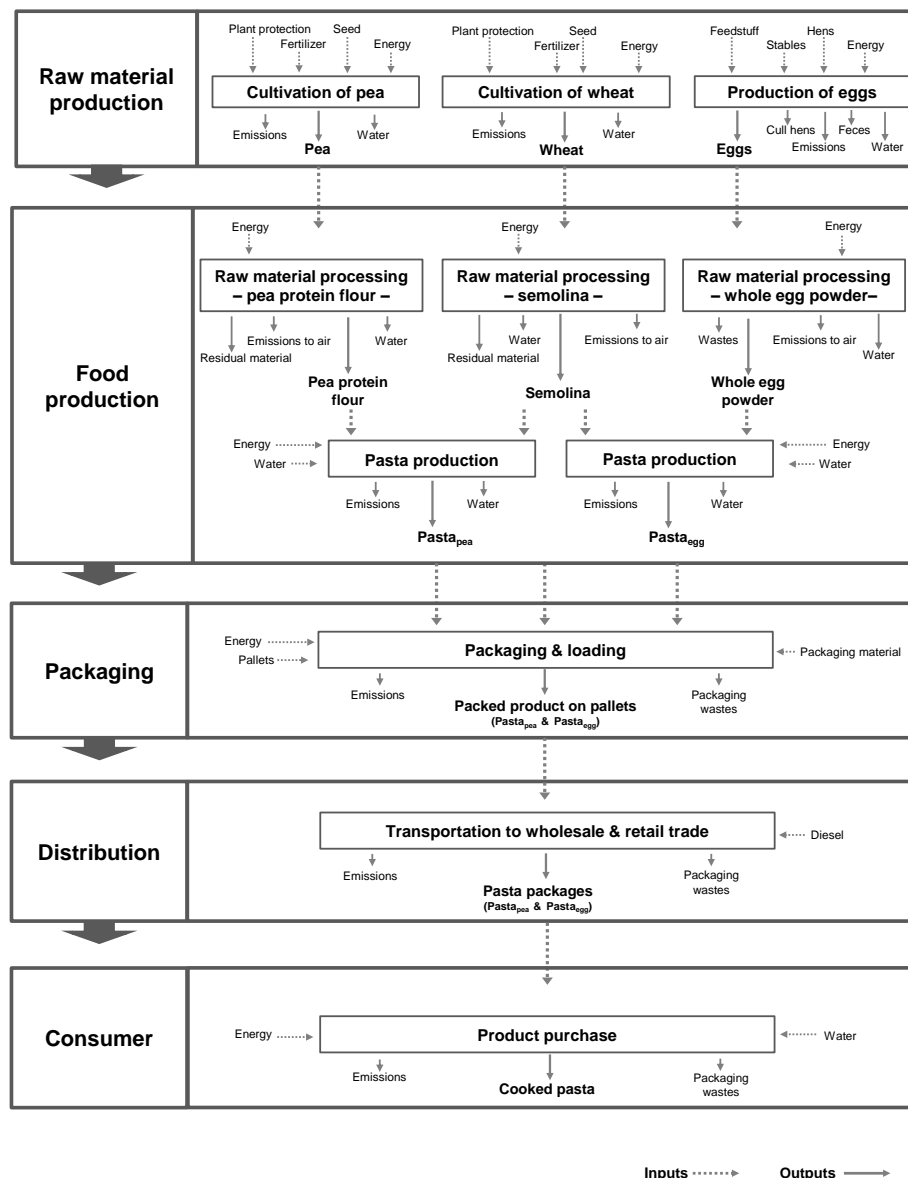 Raw material
production
Plant protection
Fertilizer
Seed
Energy
Cultivation of pea
Emissions
Water
Pea
Plant protection
Fertilizer
Seed
Energy
Cultivation of wheat
Emissions
Water
Wheat
Feedstuff
Stables
Hens
Energy
Production of eggs
Cull hens
Emissions
Feces
Water
Eggs
Food
production
Energy
Raw material processing
– pea protein flour –
Residual material
Emissions to air
Water
Pea protein
flour
Energy
Raw material processing
– semolina –
Residual material
Water
Emissions to air
Semolina
Energy
Raw material processing
– whole egg powder–
Wastes
Emissions to air
Water
Whole egg
powder
Energy
Water
Pasta production
Emissions
Water
Pastapea
Pasta production
Energy
Water
Emissions
Water
Pastaegg
Packaging
Energy
Pallets
Packaging & loading
Packaging material
Emissions
Packed product on pallets
(Pastapea & Pastaegg)
Packaging
wastes
Distribution
Transportation to wholesale & retail trade
Diesel
Emissions
Pasta packages
(Pastapea & Pastaegg)
Packaging
wastes
Consumer
Energy
Product purchase
Water
Emissions
Cooked pasta
Packaging
wastes
Inputs
Outputs